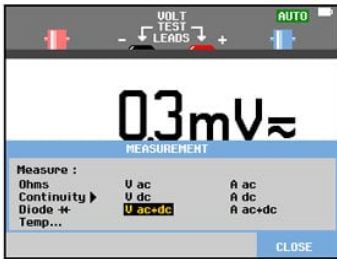 VOLT
TEST
LEADS
- +
AUTO
0.3mV≂
MEASUREMENT
Measure :
Ohms V ac A ac
Continuity V dc A dc
Diode V ac+dc A ac+dc
Temp...
CLOSE